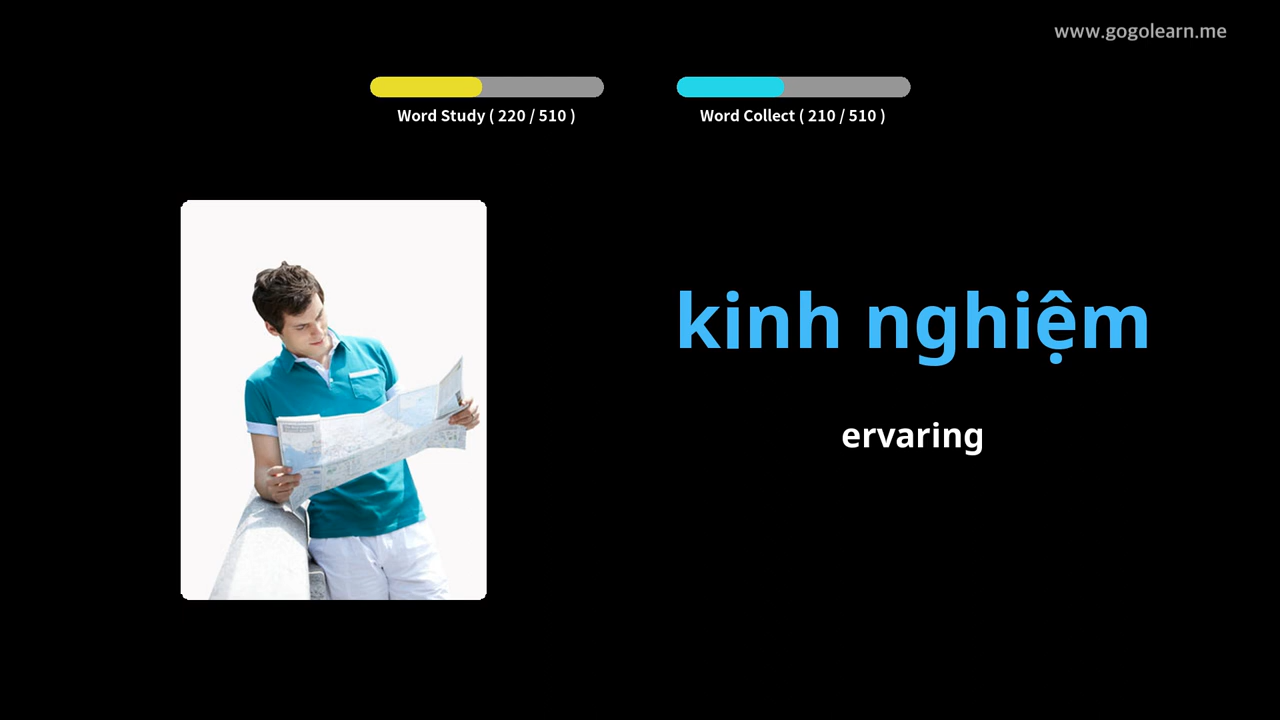 www.gogolearn.me
Word Study ( 220 / 510 )
Word Collect ( 210 / 510 )
kinh nghiệm
ervaring